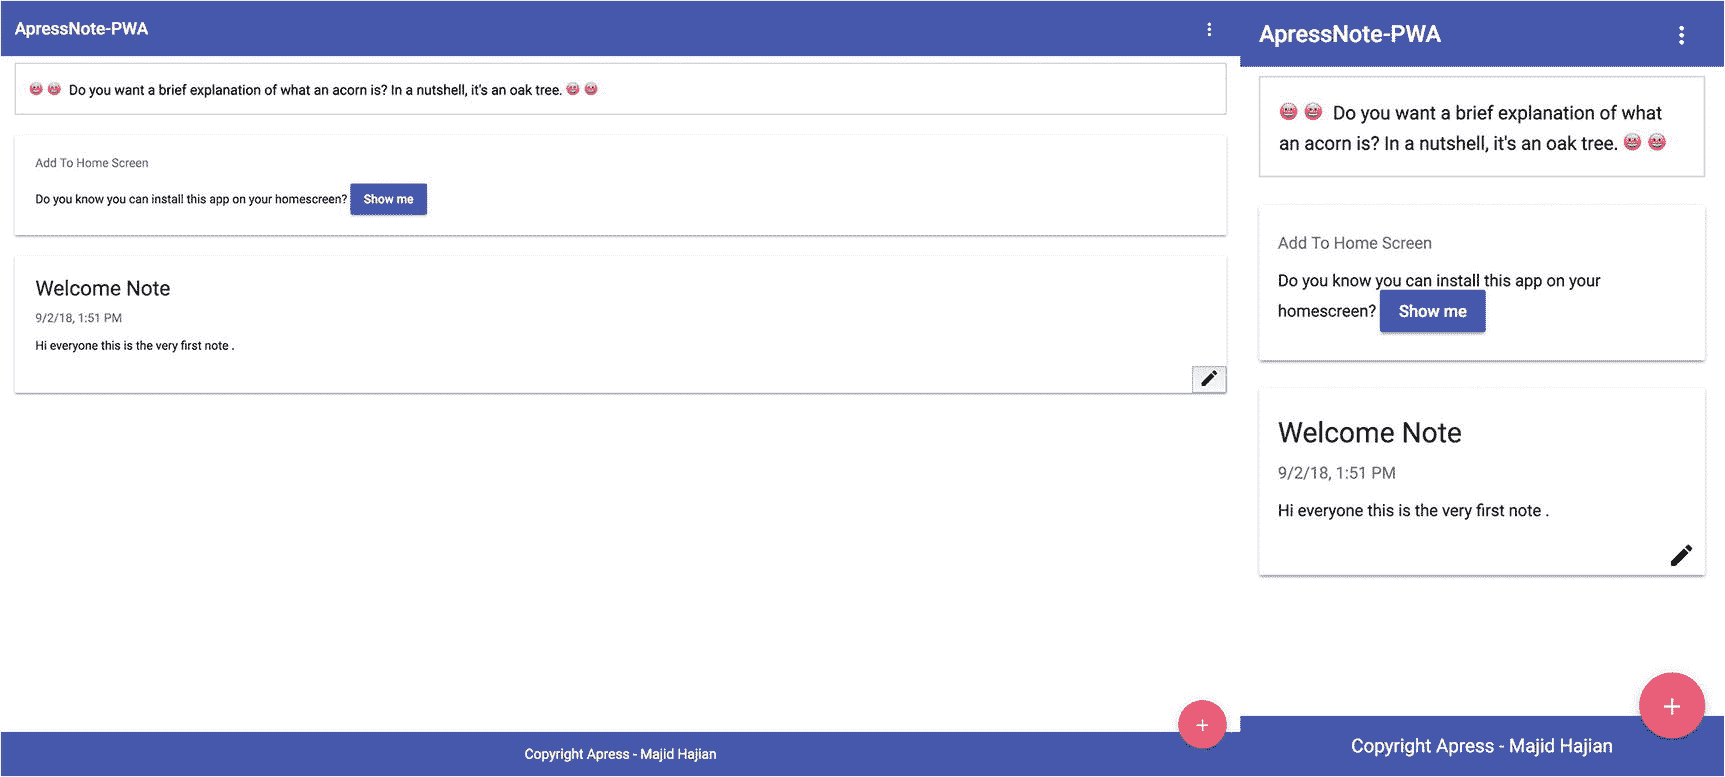 ApressNote-PWA
Do you want a brief explanation of what an acorn is? In a nutshell, it's an oak tree.
Add To Home Screen
Do you know you can install this app on your homescreen? Show me
Welcome Note
9/2/18, 1:51 PM
Hi everyone this is the very first note .
+
Copyright Apress - Majid Hajian
ApressNote-PWA
Do you want a brief explanation of what
an acorn is? In a nutshell, it's an oak tree.
Add To Home Screen
Do you know you can install this app on your
homescreen? Show me
Welcome Note
9/2/18, 1:51 PM
Hi everyone this is the very first note .
+
Copyright Apress - Majid Hajian